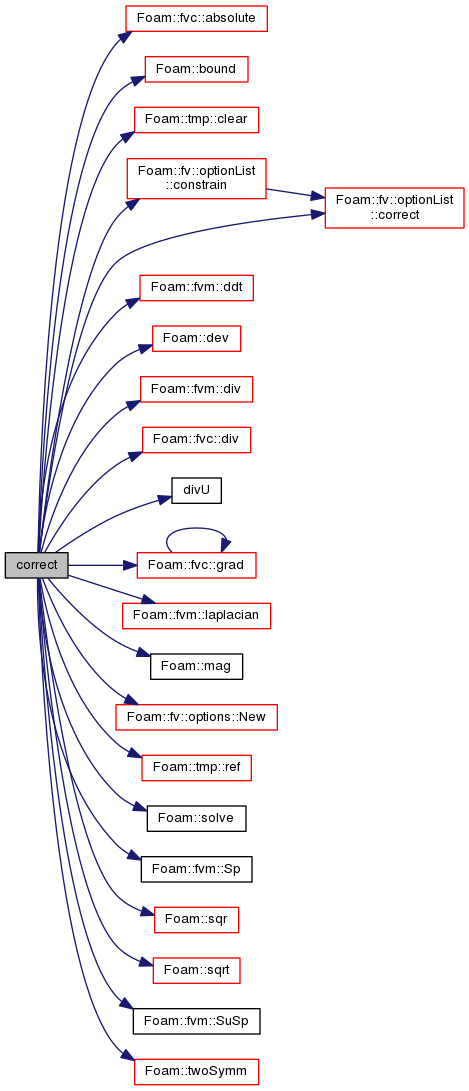 Foam::fvc::absolute
Foam::bound
Foam::tmp::clear
Foam::fv::optionList
::constrain
Foam::fv::optionList
::correct
Foam::fvm::ddt
Foam::dev
Foam::fvm::div
Foam::fvc::div
divU
correct
Foam::fvc::grad
Foam::fvm::laplacian
Foam::mag
Foam::fv::options::New
Foam::tmp::ref
Foam::solve
Foam::fvm::Sp
Foam::sqr
Foam::sqrt
Foam::fvm::SuSp
Foam::twoSymm